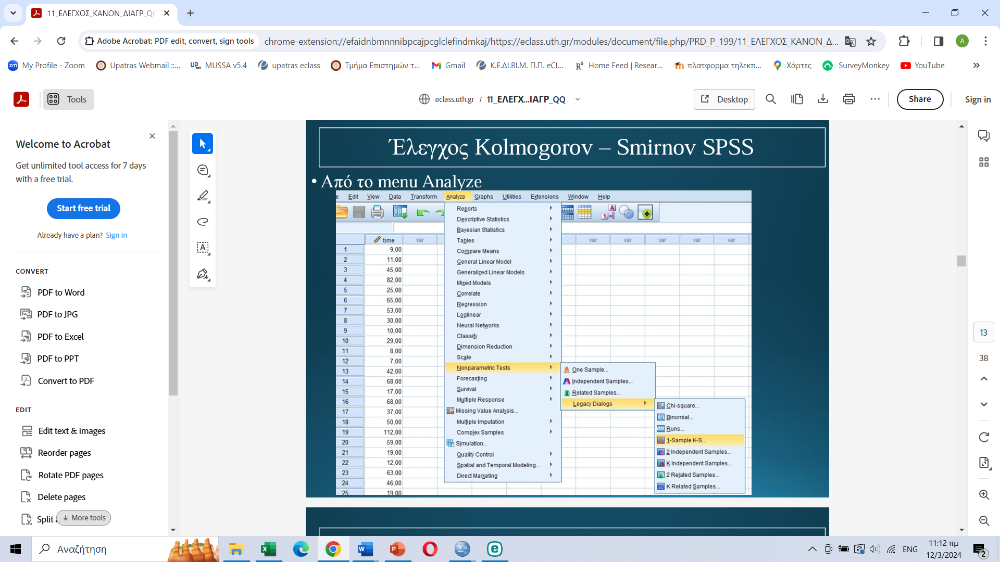 11_ΕΛΕΓΧΟΣ_ΚΑΝΟΝ_ΔΙΑΓΡ_QQ
Adobe Acrobat: PDF edit, convert, sign tools
chrome-extension://efaidnbmnnnibpcajpcglclefindmkaj/https://eclass.uth.gr/modules/document/file.php/PRD_P_199/11_ΕΛΕΓΧΟΣ_ΚΑΝΟΝ_Δ...
A
My Profile - Zoom
Upatras Webmail ::...
MUSSA v5.4
upatras eclass
Τμήμα Επιστημών τ...
Gmail
Κ.Ε.ΔΙ.ΒΙ.Μ. Π.Π. eCl...
Home Feed | Resear...
πλατφορμα τηλεκπ...
Χάρτες
SurveyMonkey
YouTube
Tools
eclass.uth.gr / 11_ΕΛΕΓΧ...ΙΑΓΡ_QQ
Desktop
Share
Sign in
Welcome to Acrobat
Get unlimited tool access for 7 days
with a free trial.
Start free trial
Already have a plan? Sign in
CONVERT
PDF to Word
PDF to JPG
PDF to Excel
PDF to PPT
Convert to PDF
EDIT
Edit text & images
Reorder pages
Rotate PDF pages
Delete pages
Split
More tools
Έλεγχος Kolmogorov – Smirnov SPSS
• Από το menu Analyze
e Edit View Data Transform Analyze Graphs Utilities Extensions Window Help
time var var var var var var
1 9,00
2 11,00
3 45,00
4 82,00
5 25,00
6 65,00
7 53,00
8 30,00
9 10,00
10 29,00
11 8,00
12 7,00
13 42,00
14 68,00
15 17,00
16 68,00
17 37,00
18 50,00
19 112,00
20 59,00
21 19,00
22 12,00
23 63,00
24 46,00
25 19,00
Reports
Descriptive Statistics
Bayesian Statistics
Tables
Compare Means
General Linear Model
Generalized Linear Models
Mixed Models
Correlate
Regression
Loglinear
Neural Networks
Classify
Dimension Reduction
Scale
Nonparametric Tests
Forecasting
Survival
Multiple Response
Missing Value Analysis...
Multiple Imputation
Complex Samples
Simulation...
Quality Control
Spatial and Temporal Modeling...
Direct Marketing
One Sample...
Independent Samples...
Related Samples...
Legacy Dialogs
Chi-square...
Binomial...
Runs...
1-Sample K-S...
2 Independent Samples...
K Independent Samples...
2 Related Samples...
K Related Samples...
13
38
Αναζήτηση
ENG
11:12 πμ
12/3/2024
2